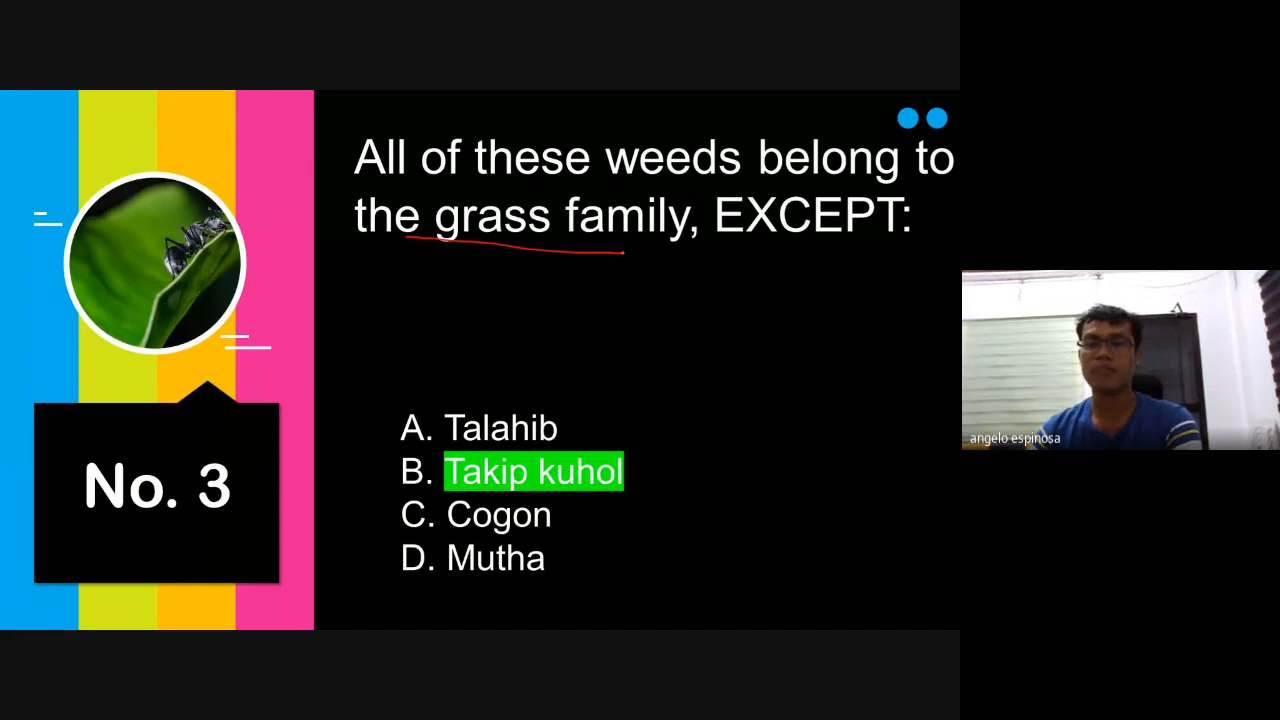 All of these weeds belong to
the grass family, EXCEPT:
A. Talahib
B. Takip kuhol
C. Cogon
D. Mutha
No. 3
angelo espinosa